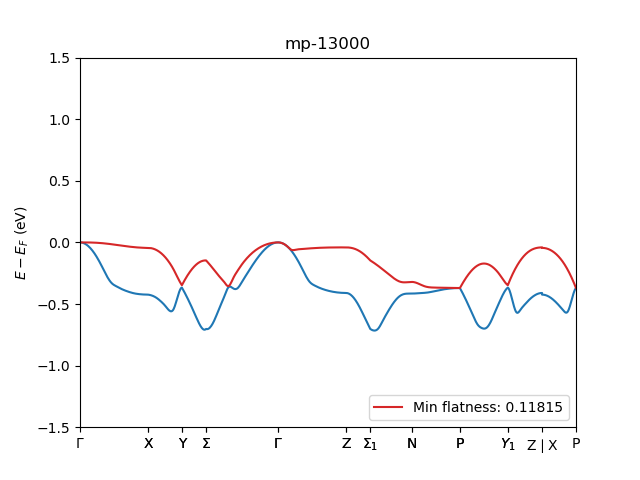 mp-13000
E − E_F (eV)
1.5
1.0
0.5
0.0
−0.5
−1.0
−1.5
Min flatness: 0.11815
Γ X Y Σ Γ Z Σ₁ N P Y₁ Z | X P